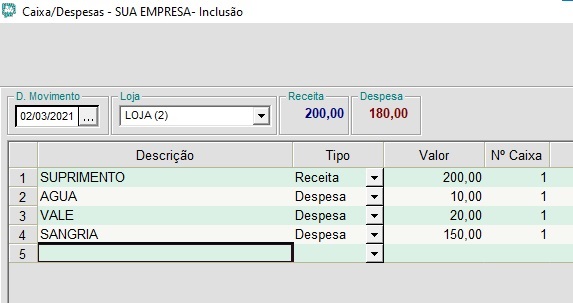 Caixa/Despesas - SUA EMPRESA- Inclusão
D. Movimento Loja Receita Despesa
02/03/2021 ... LOJA (2) 200,00 180,00
Descrição Tipo Valor Nº Caixa
1 SUPRIMENTO Receita 200,00 1
2 AGUA Despesa 10,00 1
3 VALE Despesa 20,00 1
4 SANGRIA Despesa 150,00 1
5